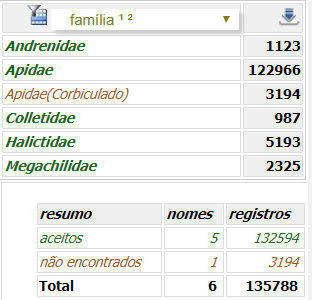 família ¹ ²
Andrenidae 1123
Apidae 122966
Apidae(Corbiculado) 3194
Colletidae 987
Halictidae 5193
Megachilidae 2325
resumo nomes registros
aceitos 5 132594
não encontrados 1 3194
Total 6 135788